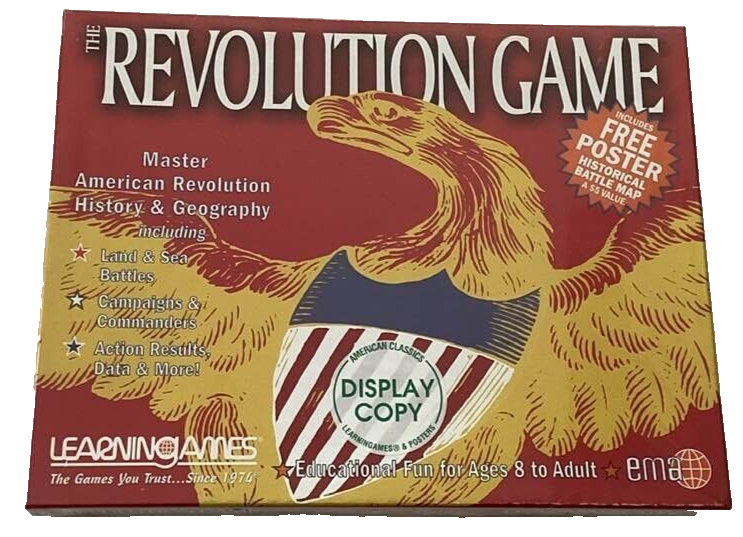 THE REVOLUTION GAME
INCLUDES
FREE
POSTER
HISTORICAL
BATTLE MAP
A $5 VALUE
Master
American Revolution
History & Geography
including
Land & Sea
Battles
Campaigns &
Commanders
Action Results,
Data & More!
AMERICAN CLASSICS
DISPLAY
COPY
LEARNINGAMES® & POSTERS
LEARNINGAMES®
The Games You Trust...Since 1974
Educational Fun for Ages 8 to Adult
ema